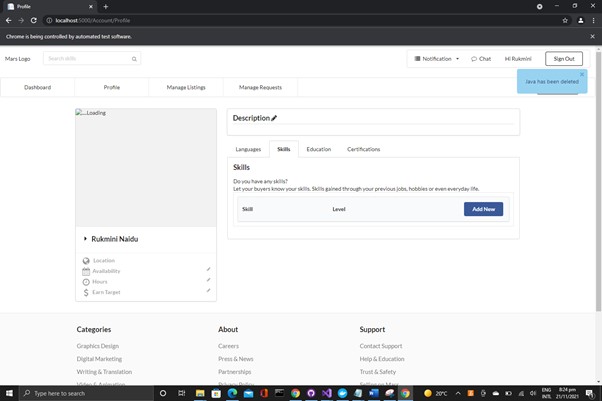 Profile
localhost:5000/Account/Profile
Chrome is being controlled by automated test software.
Mars Logo
Search skills
Notification
Chat
Hi Rukmini
Sign Out
Java has been deleted
Dashboard
Profile
Manage Listings
Manage Requests
...Loading
Description
Languages
Skills
Education
Certifications
Skills
Do you have any skills?
Let your buyers know your skills. Skills gained through your previous jobs, hobbies or even everyday life.
Skill
Level
Add New
Rukmini Naidu
Location
Availability
Hours
Earn Target
Categories
About
Support
Graphics Design
Careers
Contact Support
Digital Marketing
Press & News
Help & Education
Writing & Translation
Partnerships
Trust & Safety
Video & Animation
Privacy Policy
Type here to search
20°C
ENG
INTL
8:24 pm
21/11/2021